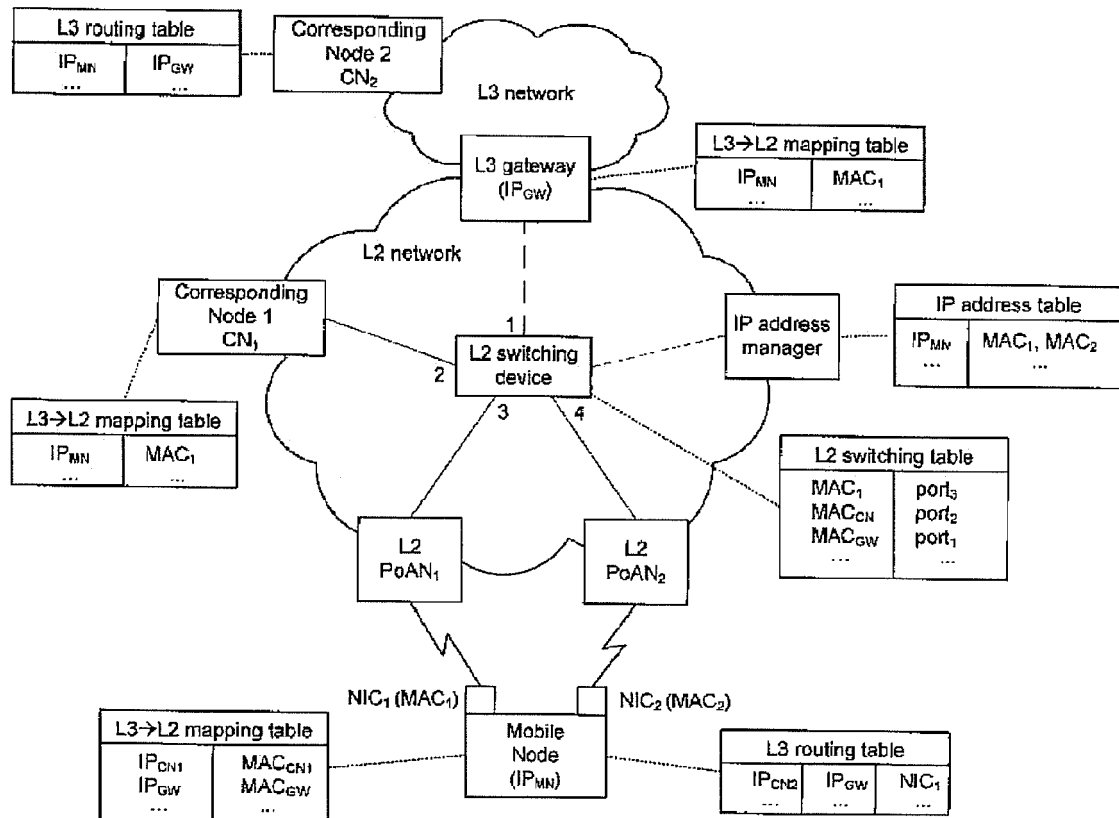 L3 routing table
IP_MN IP_GW
... ...
Corresponding
Node 2
CN₂
L3 network
L3 gateway
(IP_GW)
L3→L2 mapping table
IP_MN MAC₁
... ...
L2 network
Corresponding
Node 1
CN₁
1
L2 switching
device
2
3
4
IP address
manager
IP address table
IP_MN MAC₁, MAC₂
... ...
L3→L2 mapping table
IP_MN MAC₁
... ...
L2 switching table
MAC₁ port₃
MAC_CN port₂
MAC_GW port₁
... ...
L2
PoAN₁
L2
PoAN₂
NIC₁ (MAC₁)
NIC₂ (MAC₂)
Mobile
Node
(IP_MN)
L3→L2 mapping table
IP_CN1 MAC_CN1
IP_GW MAC_GW
... ...
L3 routing table
IP_CN2 IP_GW NIC₁
... ... ...